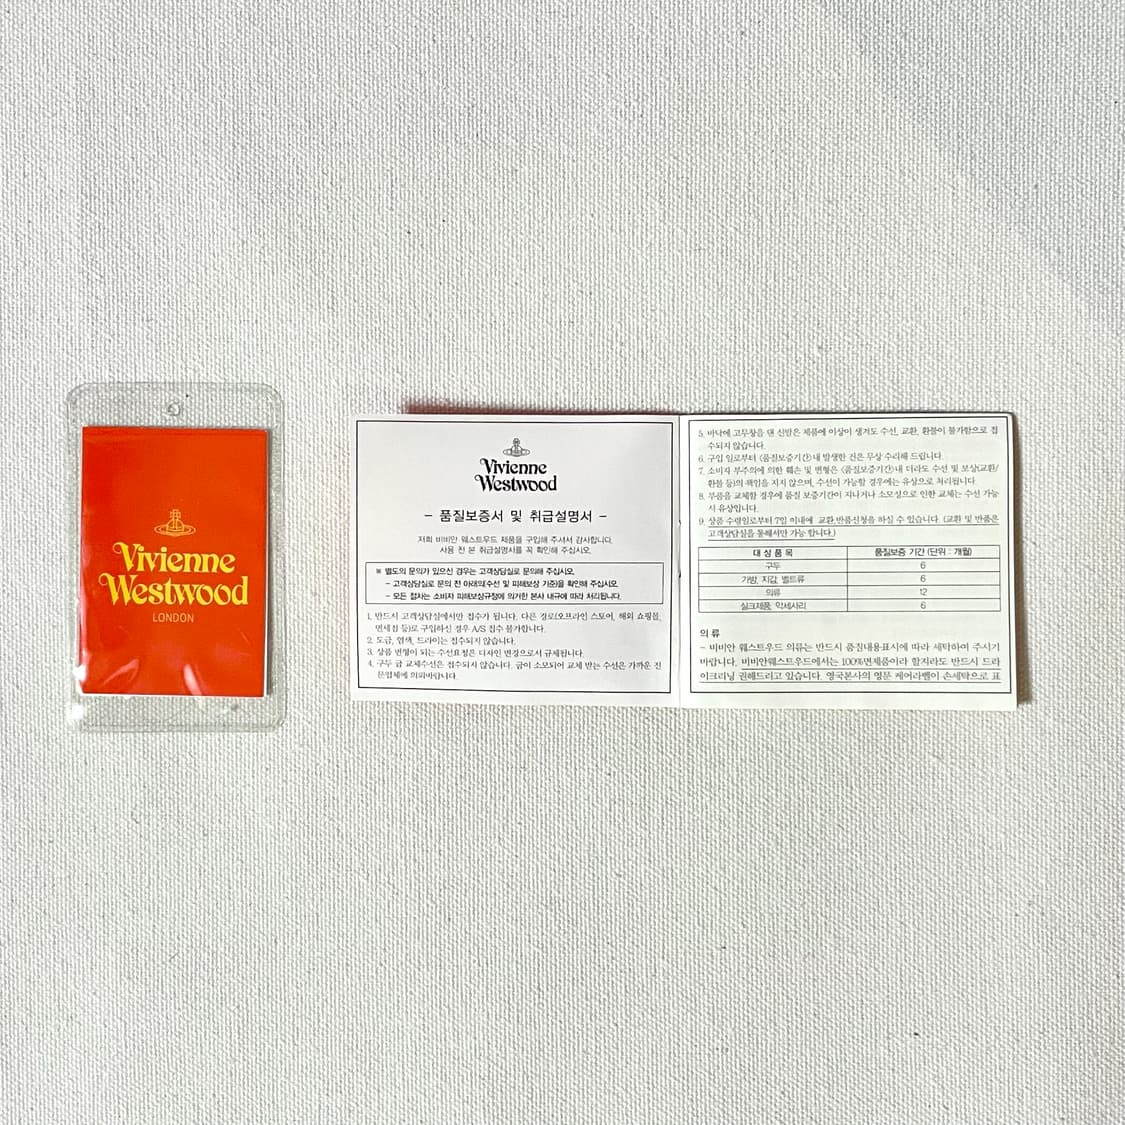 Vivienne
Westwood
LONDON
Vivienne
Westwood
- 품질보증서 및 취급설명서 -
저희 비비안 웨스트우드 제품을 구입해 주셔서 감사합니다.
사용 전 본 취급설명서를 꼭 확인해 주십시오.
※ 별도의 문의가 있으신 경우는 고객상담실로 문의해 주십시오.
- 고객상담실로 문의 전 아래의(수선 및 피해보상 기준)을 확인해 주십시오.
- 모든 절차는 소비자 피해보상규정에 의거한 본사 내규에 따라 처리됩니다.
1. 반드시 고객상담실에서만 접수가 됩니다. 다른 경로(오프라인 스토어, 해외 쇼핑몰,
면세점 등)로 구입하신 경우 A/S 접수 불가합니다.
2. 도금, 염색, 드라이는 접수되지 않습니다.
3. 상품 변형이 되는 수선요청은 디자인 변경으로서 규제됩니다.
4. 구두 굽 교체수선은 접수되지 않습니다. 굽이 소모되어 교체 받는 수선은 가까운 전
문업체에 의뢰바랍니다.
5. 바닥에 고무창을 댄 신발은 제품에 이상이 생겨도 수선, 교환, 환불이 불가함으로 접
수되지 않습니다.
6. 구입 일로부터 (품질보증기간)내 발생한 건은 무상 수리해 드립니다.
7. 소비자 부주의에 의한 훼손 및 변형은 (품질보증기간)내 더라도 수선 및 보상(교환/
환불 등)의 책임을 지지 않으며, 수선이 가능할 경우에는 유상으로 처리됩니다.
8. 부품을 교체할 경우에 품질 보증기간이 지나거나 소모성으로 인한 교체는 수선 가능
시 유상입니다.
9. 상품 수령일로부터 7일 이내에 교환,반품신청을 하실 수 있습니다. (교환 및 반품은
고객상담실을 통해서만 가능 합니다.)
대 상 품 목 품질보증 기간 (단위 : 개월)
구두 6
가방, 지갑, 벨트류 6
의류 12
실크제품, 악세사리 6
의 류
- 비비안 웨스트우드 의류는 반드시 품질내용표시에 따라 세탁하여 주시기
바랍니다. 비비안웨스트우드에서는 100%면제품이라 할지라도 반드시 드라
이크리닝 권해드리고 있습니다. 영국본사의 영문 케어라벨이 손세탁으로 표